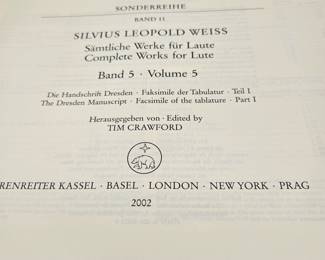 SONDERREIHE
BAND 11
SILVIUS LEOPOLD WEISS
Sämtliche Werke für Laute
Complete Works for Lute
Band 5 · Volume 5
Die Handschrift Dresden · Faksimile der Tabulatur · Teil I
The Dresden Manuscript · Facsimile of the tablature · Part I
Herausgegeben von · Edited by
TIM CRAWFORD
RENREITER KASSEL · BASEL · LONDON · NEW YORK · PRAG
2002